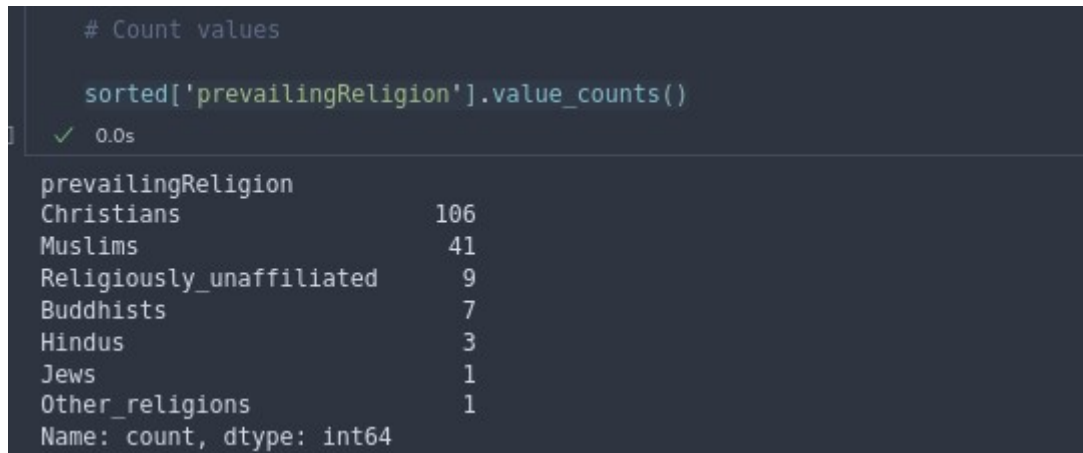 # Count values
sorted['prevailingReligion'].value_counts()
✓ 0.0s
prevailingReligion
Christians 106
Muslims 41
Religiously_unaffiliated 9
Buddhists 7
Hindus 3
Jews 1
Other_religions 1
Name: count, dtype: int64